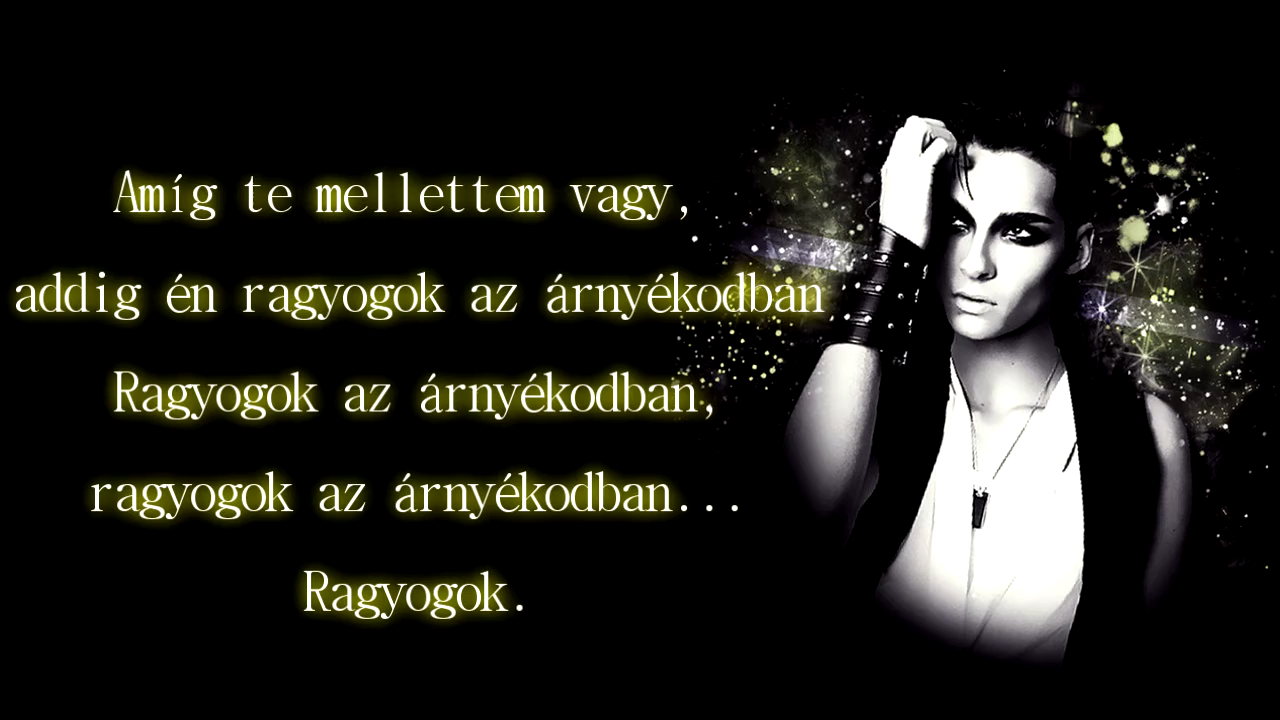 Amíg te mellettem vagy,
addig én ragyogok az árnyékodban
Ragyogok az árnyékodban,
ragyogok az árnyékodban...
Ragyogok.